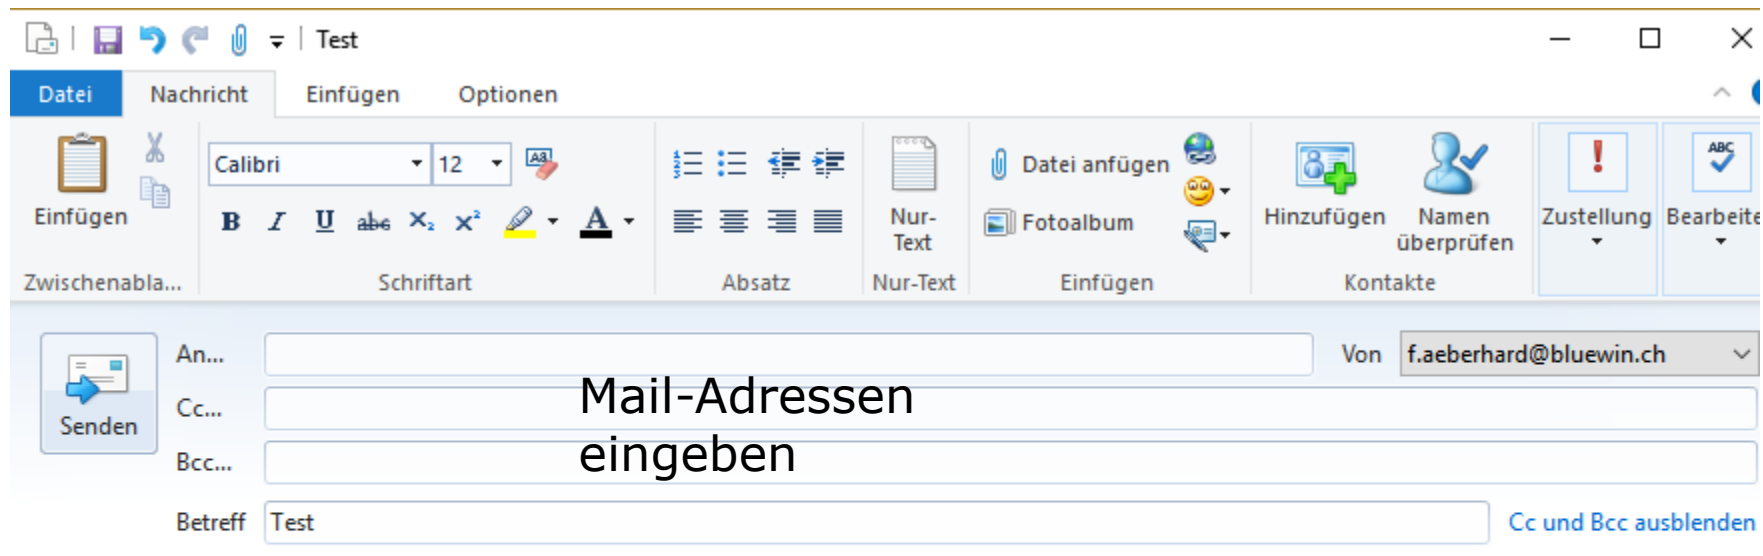 Test
Datei Nachricht Einfügen Optionen
Calibri 12
Datei anfügen
Einfügen
Nur-
Text
Fotoalbum
Hinzufügen
Namen
überprüfen
Zustellung
Bearbeite
Zwischenabla... Schriftart Absatz Nur-Text Einfügen Kontakte
An... Von f.aeberhard@bluewin.ch
Mail-Adressen
Cc...
Senden
eingeben
Bcc...
Betreff Test Cc und Bcc ausblenden